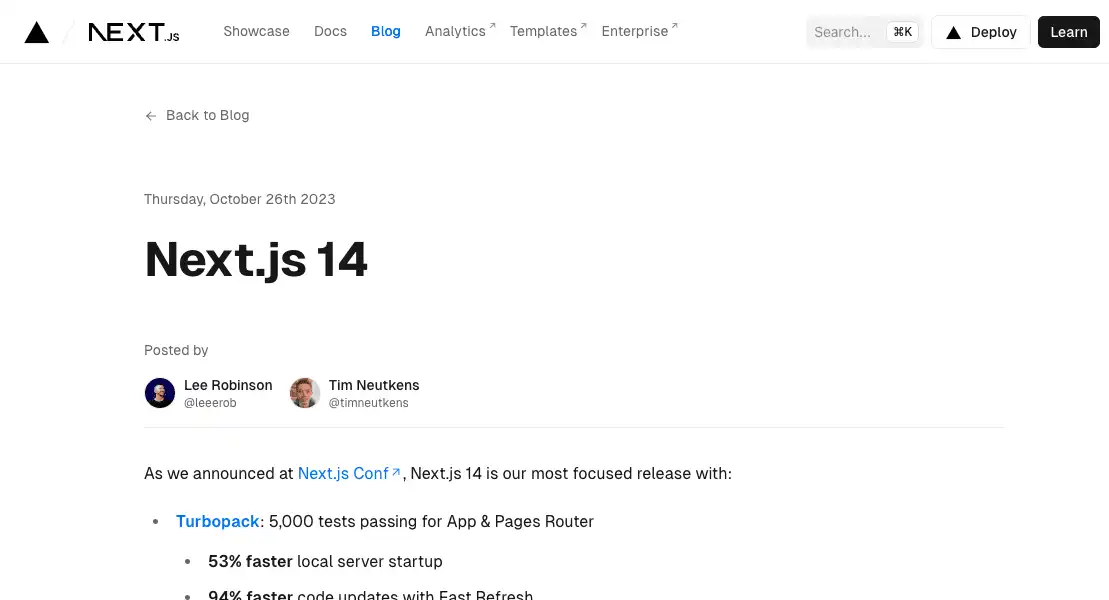 NEXT.JS Showcase Docs Blog Analytics↗ Templates↗ Enterprise↗ Search... ⌘K Deploy Learn
← Back to Blog
Thursday, October 26th 2023
Next.js 14
Posted by
Lee Robinson Tim Neutkens
@leeerob @timneutkens
As we announced at Next.js Conf↗, Next.js 14 is our most focused release with:
• Turbopack: 5,000 tests passing for App & Pages Router
• 53% faster local server startup
• 94% faster code updates with Fast Refresh